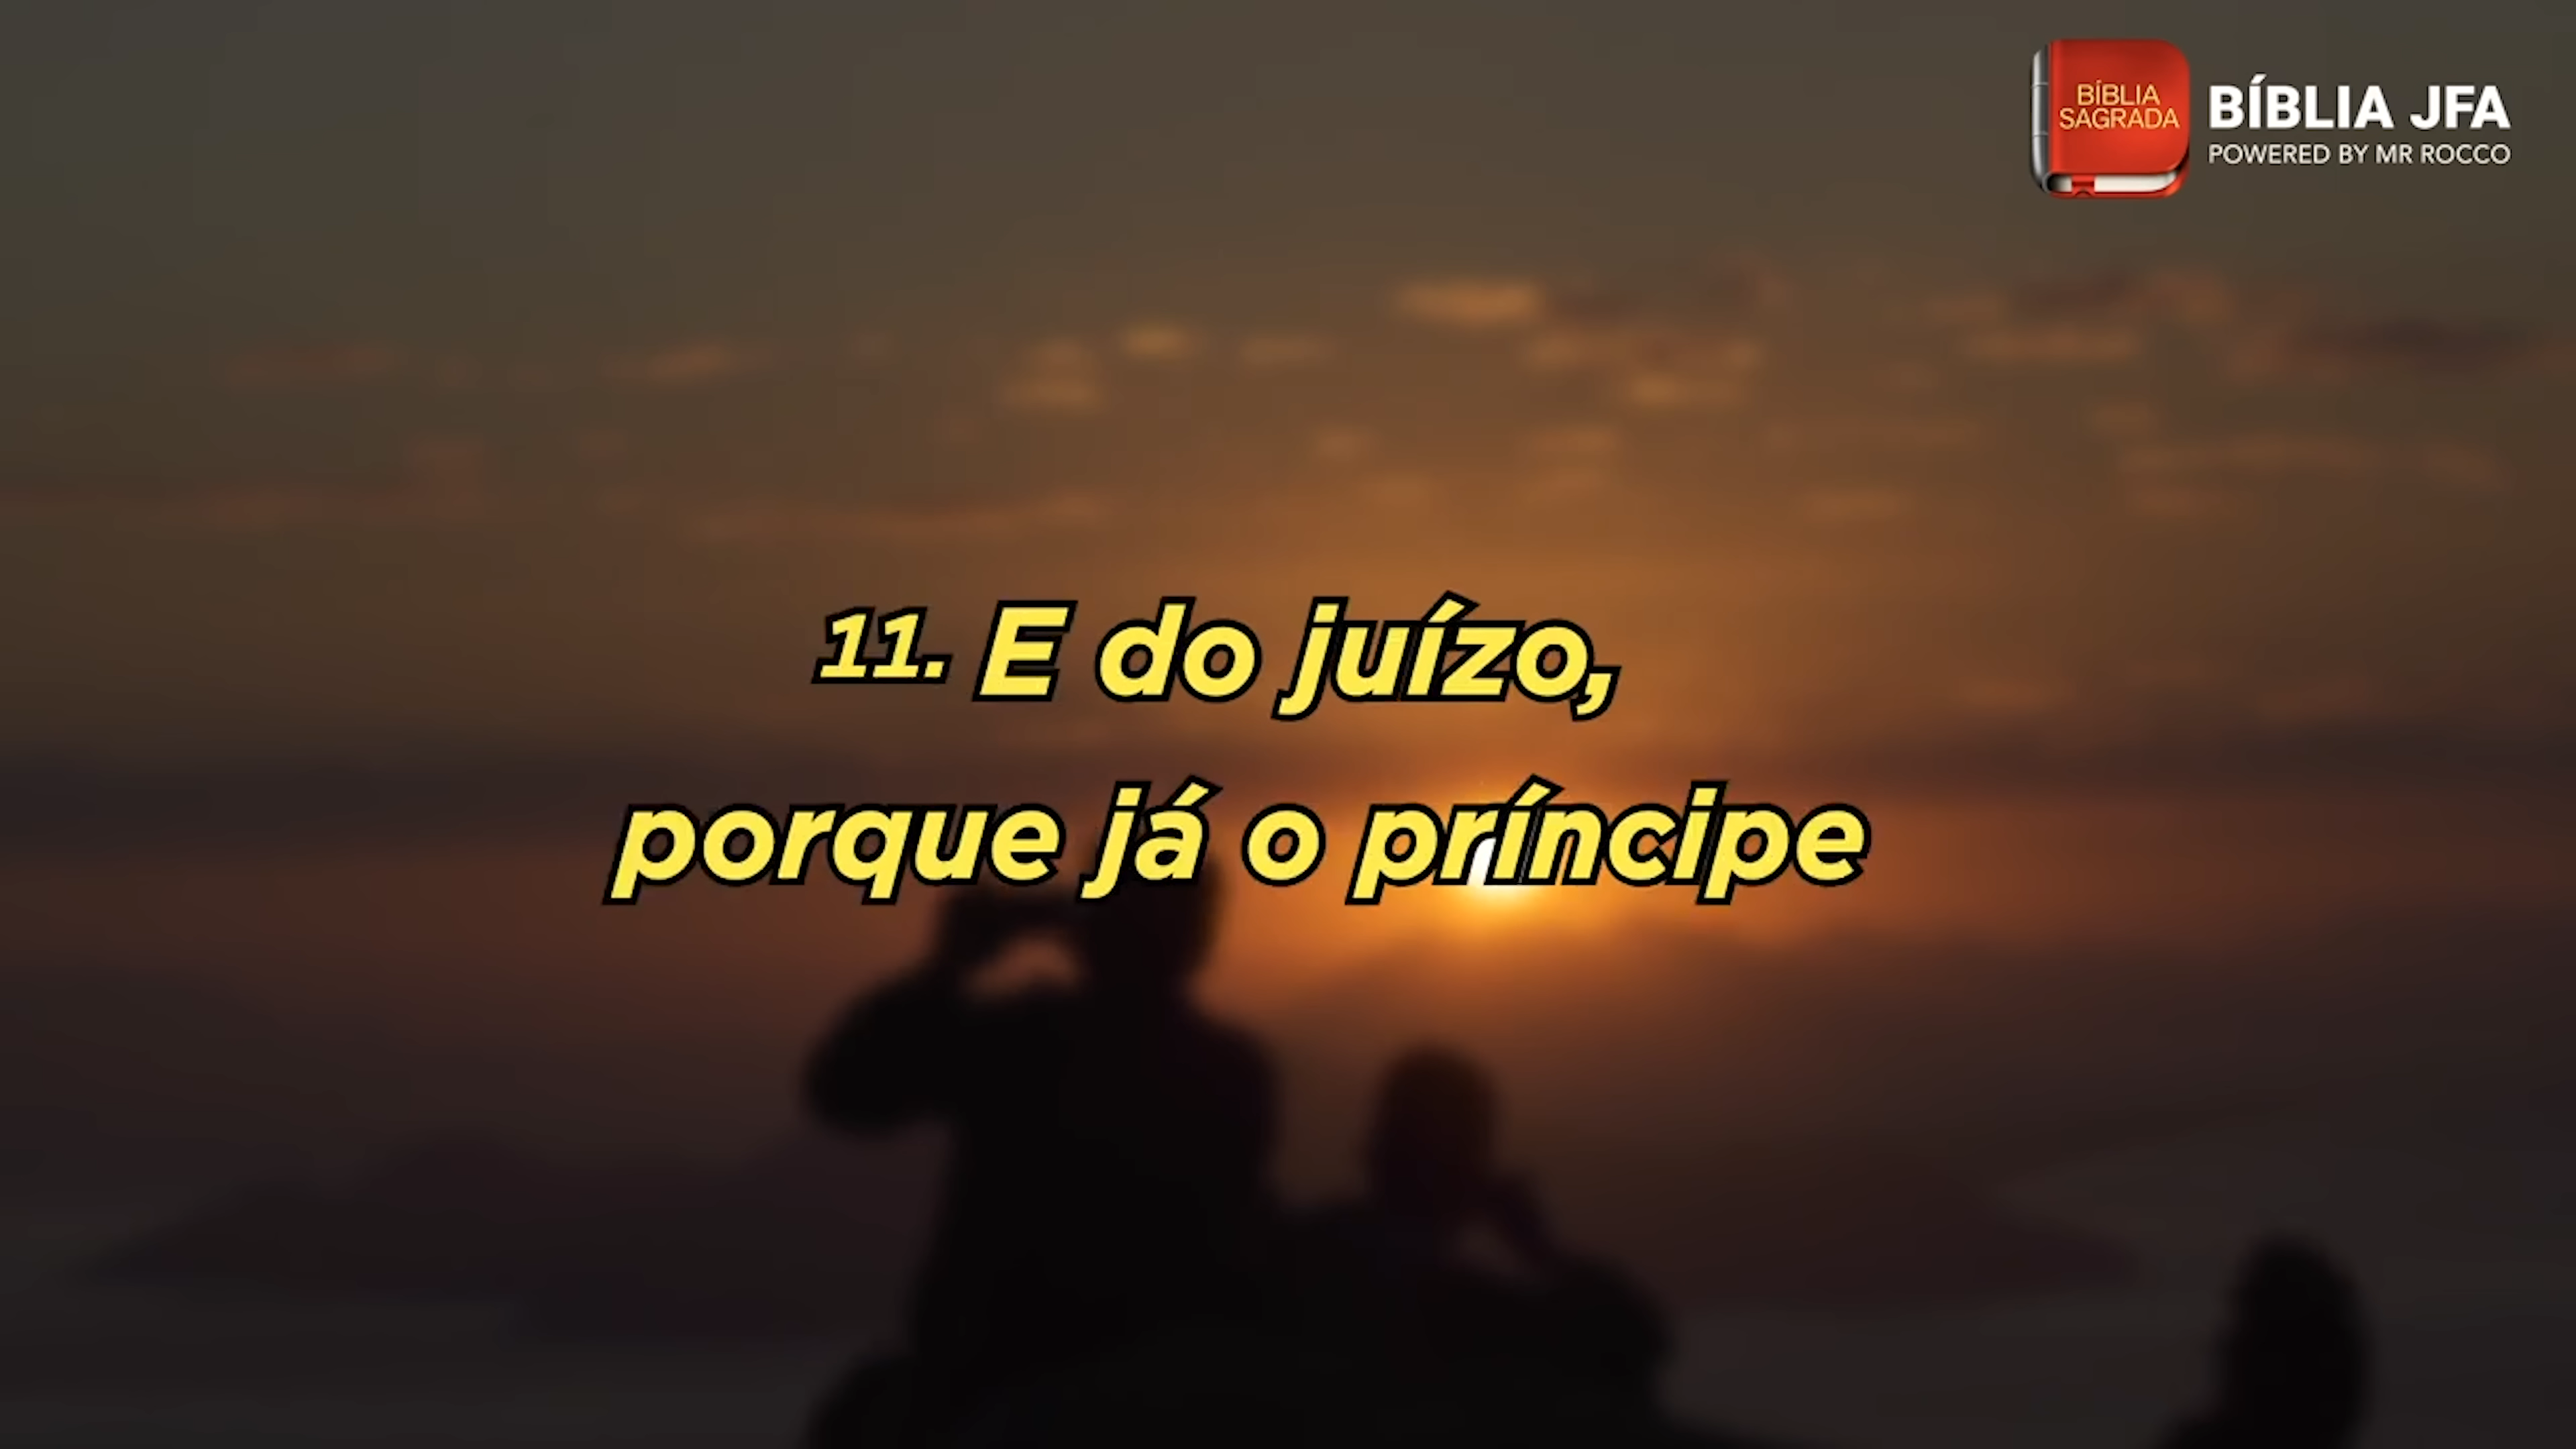 BÍBLIA
SAGRADA
BÍBLIA JFA
POWERED BY MR ROCCO
11. E do juízo,
porque já o príncipe